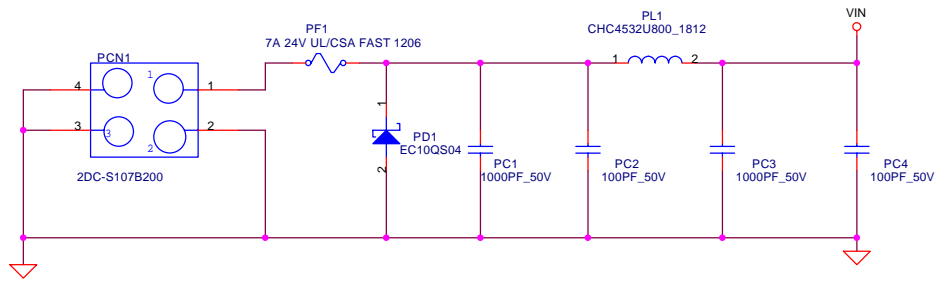 PF1
7A 24V UL/CSA FAST 1206
PL1
CHC4532U800_1812
VIN
PCN1
4
1
1
1
2
3
3
2
2
2DC-S107B200
1
2
PD1
EC10QS04
PC1
1000PF_50V
PC2
100PF_50V
PC3
1000PF_50V
PC4
100PF_50V